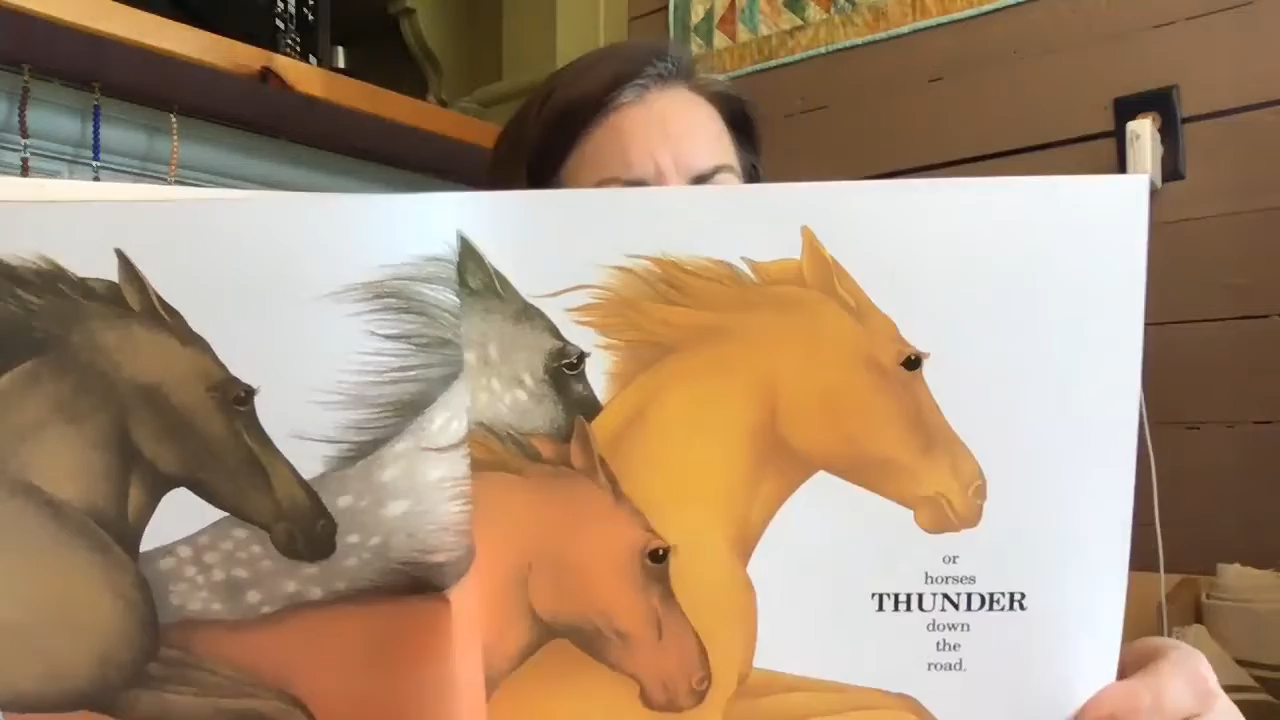 or
horses
THUNDER
down
the
road.